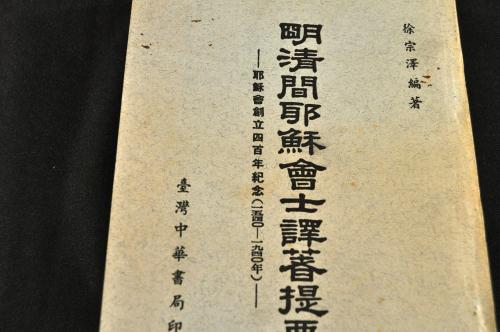 徐宗澤編著
明清間耶穌會士譯著提要
——耶穌會創立四百年紀念(一五四〇—一九四〇年)——
臺灣中華書局印